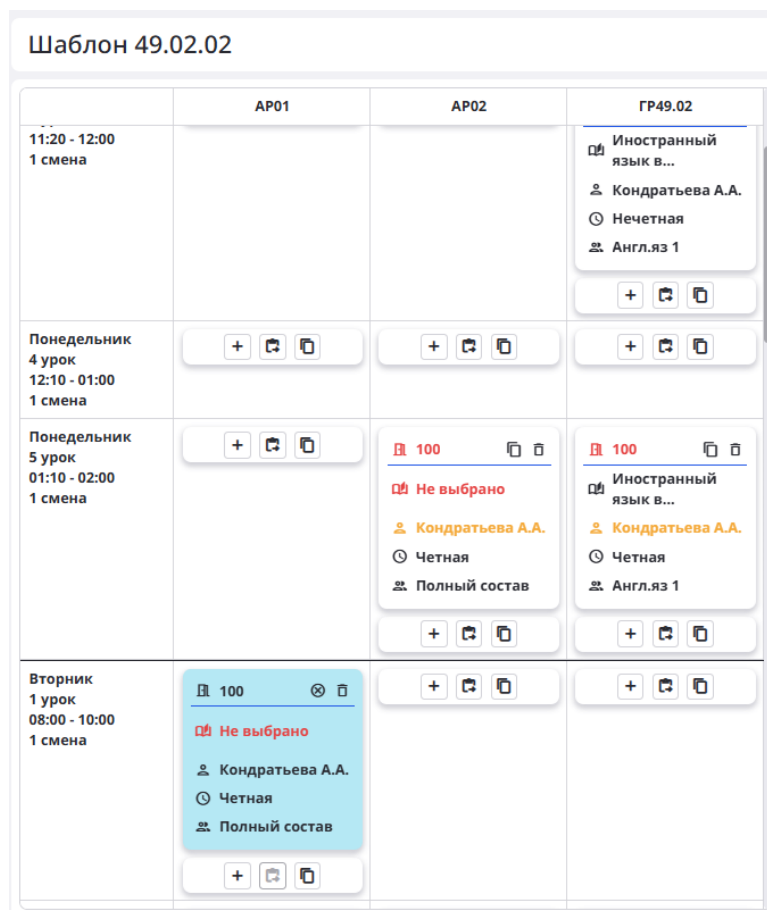 Шаблон 49.02.02
АР01 АР02 ГР49.02
11:20 - 12:00
1 смена
Иностранный
язык в...
Кондратьева А.А.
Нечетная
Англ.яз 1
Понедельник
4 урок
12:10 - 01:00
1 смена
Понедельник
5 урок
01:10 - 02:00
1 смена
100
Не выбрано
Кондратьева А.А.
Четная
Полный состав
100
Иностранный
язык в...
Кондратьева А.А.
Четная
Англ.яз 1
Вторник
1 урок
08:00 - 10:00
1 смена
100
Не выбрано
Кондратьева А.А.
Четная
Полный состав